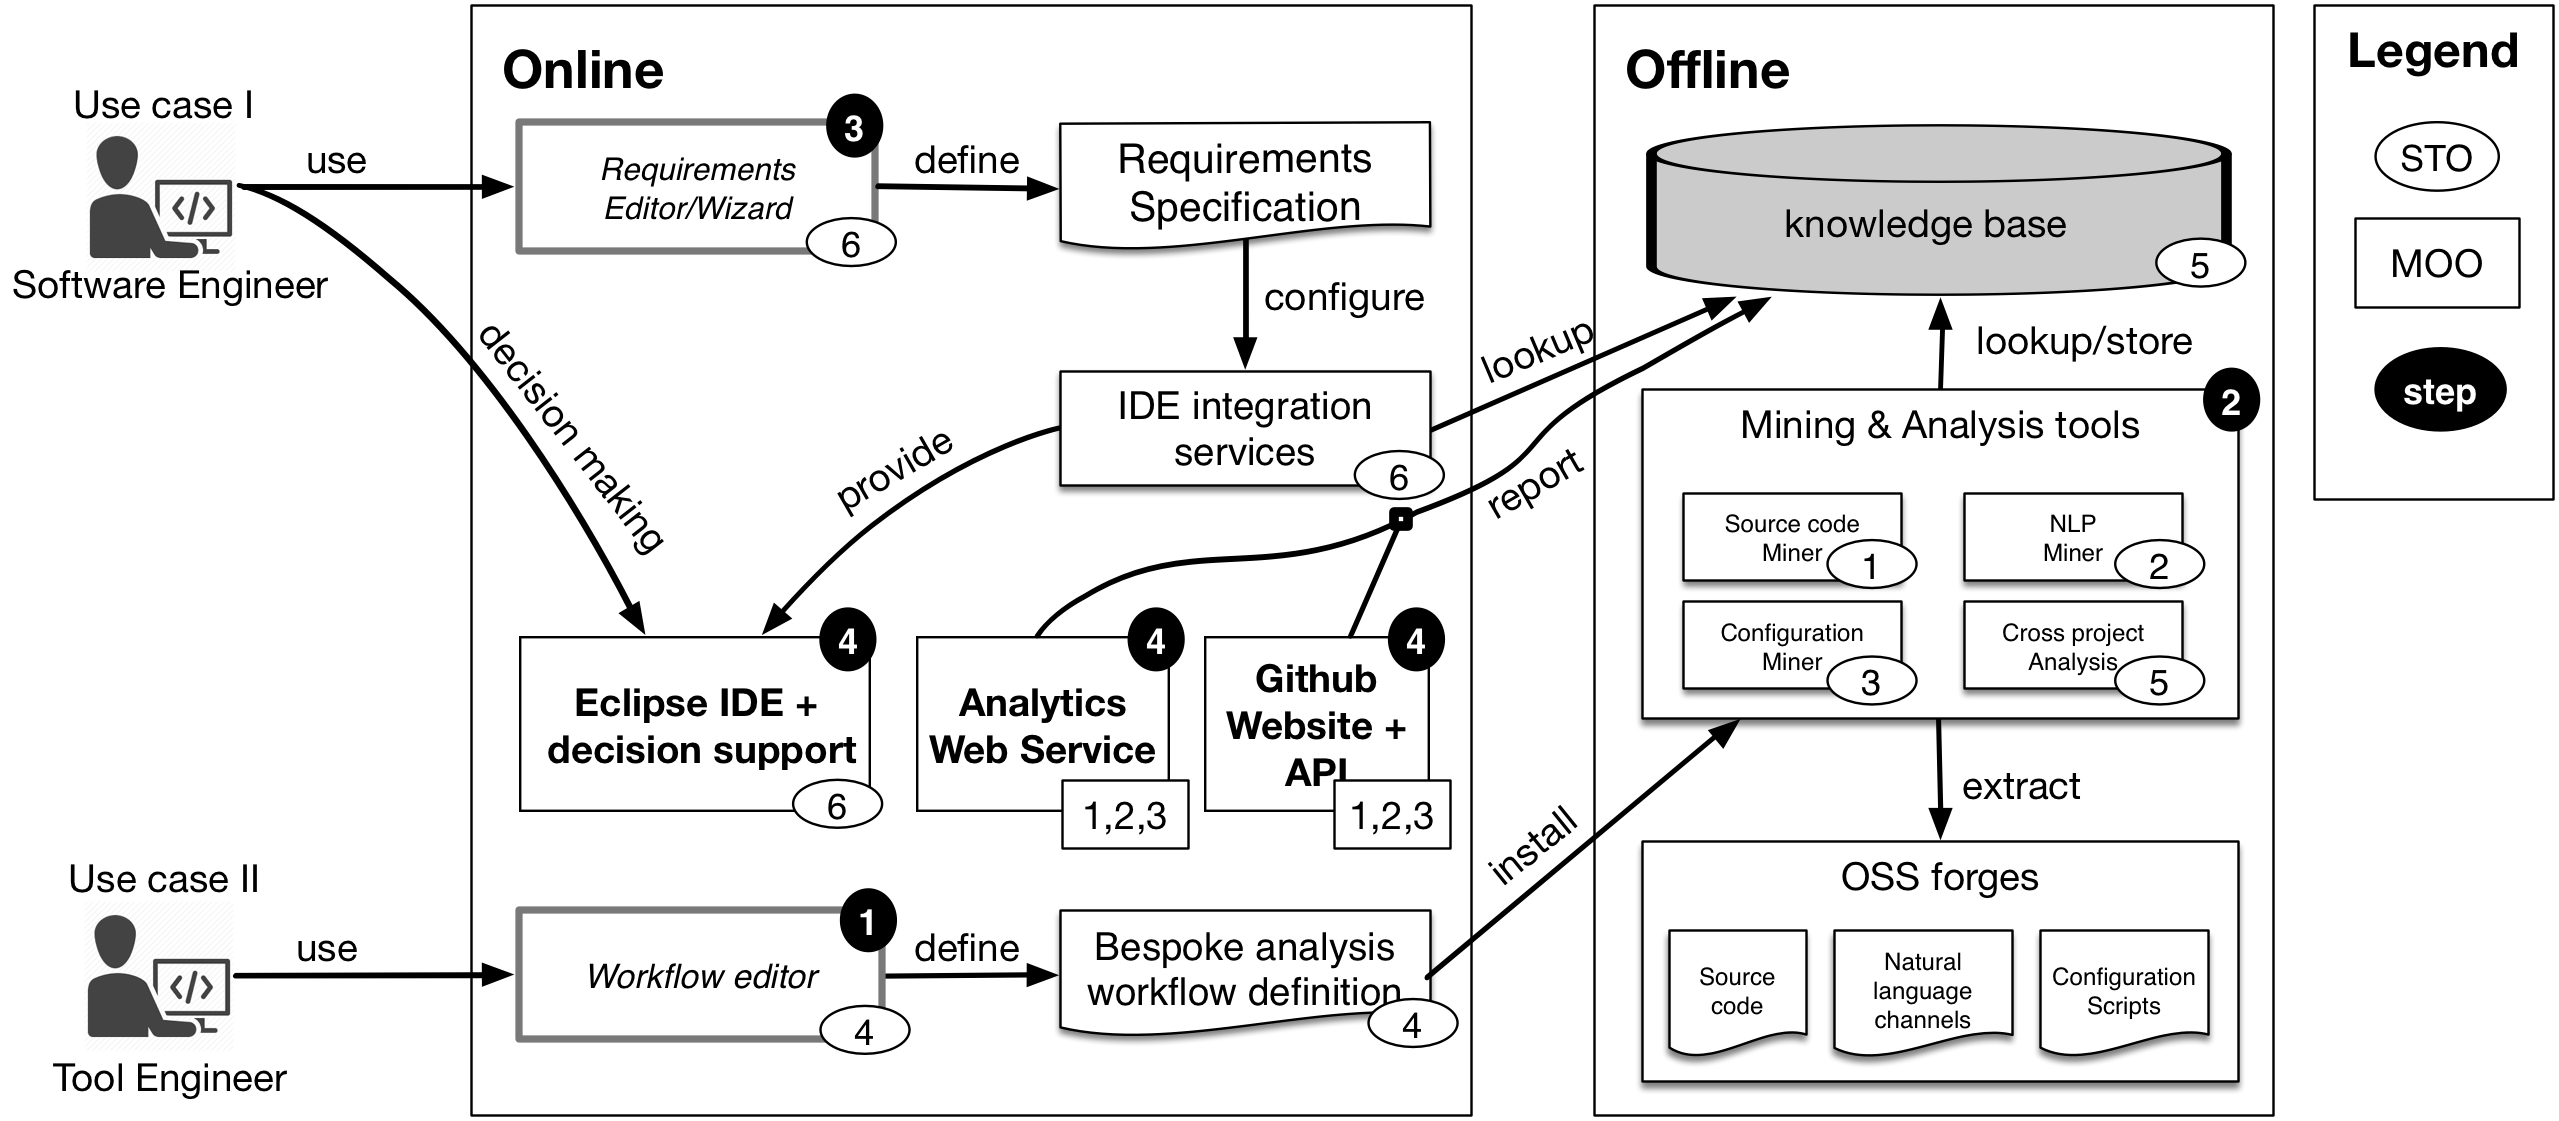 Use case I
Software Engineer
use
decision making
Online
3
Requirements
Editor/Wizard
6
define
Requirements
Specification
configure
IDE integration
services
6
provide
lookup
report
4
Eclipse IDE +
decision support
6
4
Analytics
Web Service
1,2,3
4
Github
Website +
API
1,2,3
Use case II
Tool Engineer
use
1
Workflow editor
4
define
Bespoke analysis
workflow definition
4
install
Offline
knowledge base
5
lookup/store
2
Mining & Analysis tools
Source code
Miner
1
NLP
Miner
2
Configuration
Miner
3
Cross project
Analysis
5
extract
OSS forges
Source
code
Natural
language
channels
Configuration
Scripts
Legend
STO
MOO
step